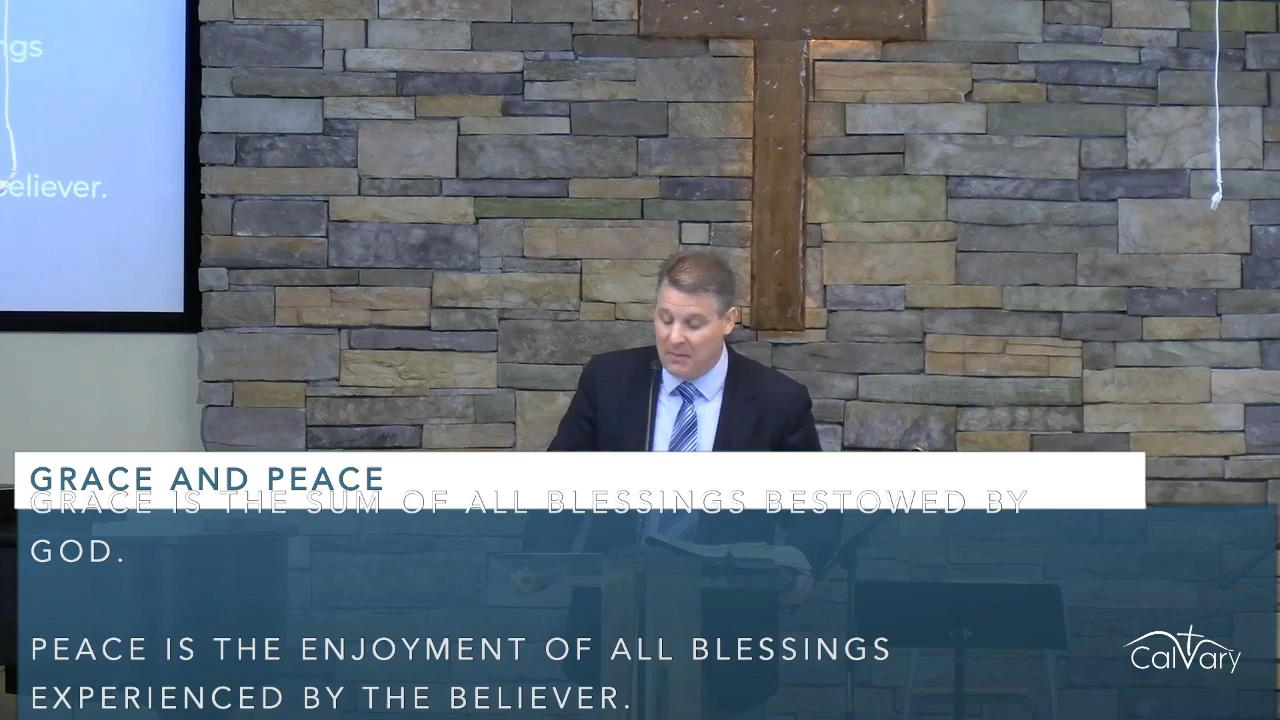 ngs
believer.
GRACE AND PEACE
GRACE IS THE SUM OF ALL BLESSINGS BESTOWED BY
GOD.
PEACE IS THE ENJOYMENT OF ALL BLESSINGS
EXPERIENCED BY THE BELIEVER.
CalVary